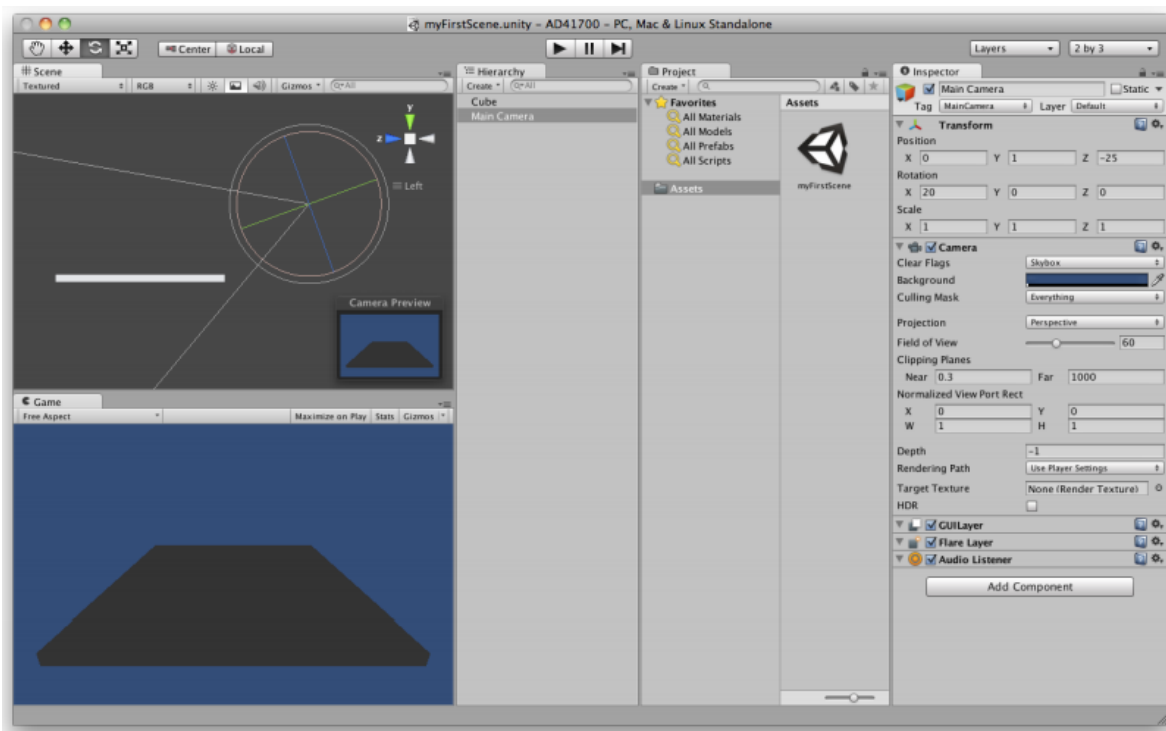 myFirstScene.unity – AD41700 – PC, Mac & Linux Standalone
Center Local Layers 2 by 3
Scene
Textured RGB Gizmos All
y
z
Left
Camera Preview
Game
Free Aspect Maximize on Play Stats Gizmos
Hierarchy
Create All
Cube
Main Camera
Project
Create
Favorites
All Materials
All Models
All Prefabs
All Scripts
Assets
Assets
myFirstScene
Inspector
Main Camera Static
Tag MainCamera Layer Default
Transform
Position
X 0 Y 1 Z -25
Rotation
X 20 Y 0 Z 0
Scale
X 1 Y 1 Z 1
Camera
Clear Flags Skybox
Background
Culling Mask Everything
Projection Perspective
Field of View 60
Clipping Planes
Near 0.3 Far 1000
Normalized View Port Rect
X 0 Y 0
W 1 H 1
Depth -1
Rendering Path Use Player Settings
Target Texture None (Render Texture)
HDR
GUILayer
Flare Layer
Audio Listener
Add Component